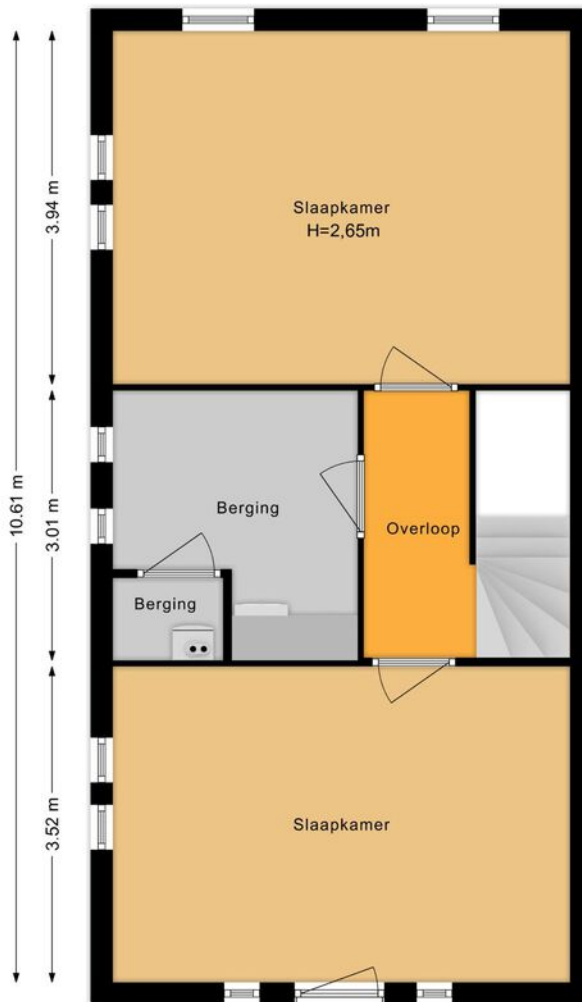 Slaapkamer
H=2,65m
3.94 m
10.61 m
3.01 m
Berging
Overloop
Berging
3.52 m
Slaapkamer